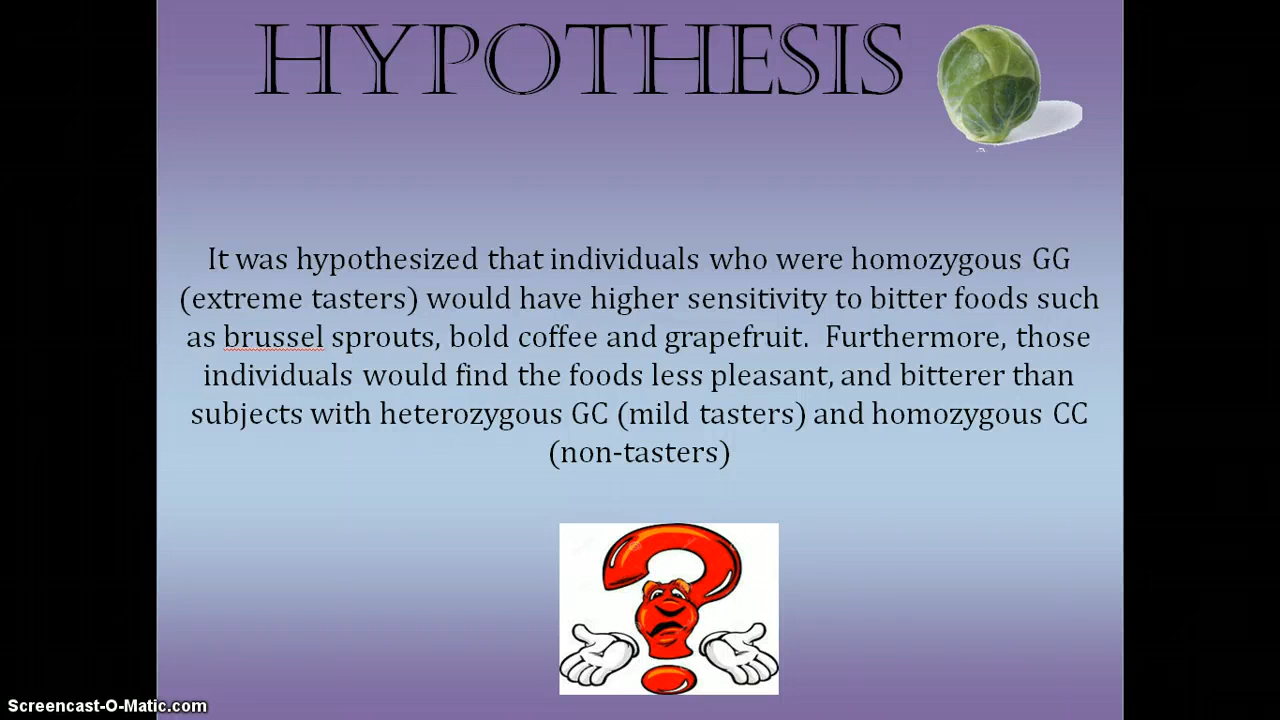 HYPOTHESIS
It was hypothesized that individuals who were homozygous GG
(extreme tasters) would have higher sensitivity to bitter foods such
as brussel sprouts, bold coffee and grapefruit.  Furthermore, those
individuals would find the foods less pleasant, and bitterer than
subjects with heterozygous GC (mild tasters) and homozygous CC
(non-tasters)
Screencast-O-Matic.com